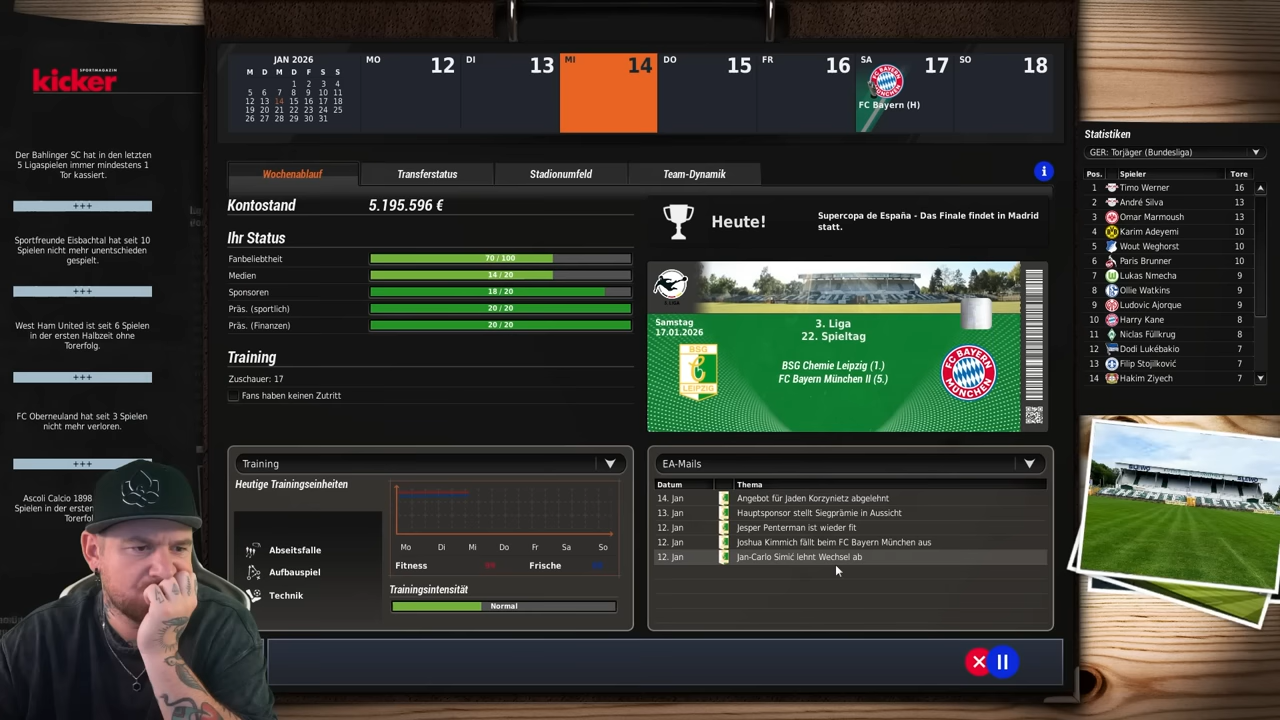 SPORTMAGAZIN
kicker
Der Bahlinger SC hat in den letzten
5 Ligaspielen immer mindestens 1
Tor kassiert.
+++
Sportfreunde Eisbachtal hat seit 10
Spielen nicht mehr unentschieden
gespielt.
+++
West Ham United ist seit 6 Spielen
in der ersten Halbzeit ohne
Torerfolg.
+++
FC Oberneuland hat seit 3 Spielen
nicht mehr verloren.
+++
Ascoli Calcio 1898
Spielen in der ersten
Torerfol
JAN 2026
M D M D F S S
1 2 3 4
5 6 7 8 9 10 11
12 13 14 15 16 17 18
19 20 21 22 23 24 25
26 27 28 29 30 31
MO 12
DI 13
MI 14
DO 15
FR 16
SA 17
FC Bayern (H)
SO 18
Wochenablauf
Transferstatus
Stadionumfeld
Team-Dynamik
i
Kontostand 5.195.596 €
Ihr Status
Fanbeliebtheit 70 / 100
Medien 14 / 20
Sponsoren 18 / 20
Präs. (sportlich) 20 / 20
Präs. (Finanzen) 20 / 20
Training
Zuschauer: 17
Fans haben keinen Zutritt
Heute!
Supercopa de España - Das Finale findet in Madrid
statt.
Samstag
17.01.2026
3. Liga
22. Spieltag
BSG Chemie Leipzig (1.)
FC Bayern München II (5.)
BSG
LEIPZIG
FC BAYERN
MÜNCHEN
Training
Heutige Trainingseinheiten
Abseitsfalle
Aufbauspiel
Technik
Mo Di Mi Do Fr Sa So
Fitness 99 Frische
Trainingsintensität
Normal
EA-Mails
Datum Thema
14. Jan Angebot für Jaden Korzynietz abgelehnt
13. Jan Hauptsponsor stellt Siegprämie in Aussicht
12. Jan Jesper Penterman ist wieder fit
12. Jan Joshua Kimmich fällt beim FC Bayern München aus
12. Jan Jan-Carlo Simić lehnt Wechsel ab
Statistiken
GER: Torjäger (Bundesliga)
Pos. Spieler Tore
1 Timo Werner 16
2 André Silva 13
3 Omar Marmoush 13
4 Karim Adeyemi 10
5 Wout Weghorst 10
6 Paris Brunner 10
7 Lukas Nmecha 9
8 Ollie Watkins 9
9 Ludovic Ajorque 9
10 Harry Kane 8
11 Niclas Füllkrug 8
12 Dodi Lukébakio 7
13 Filip Stojilković 7
14 Hakim Ziyech 7